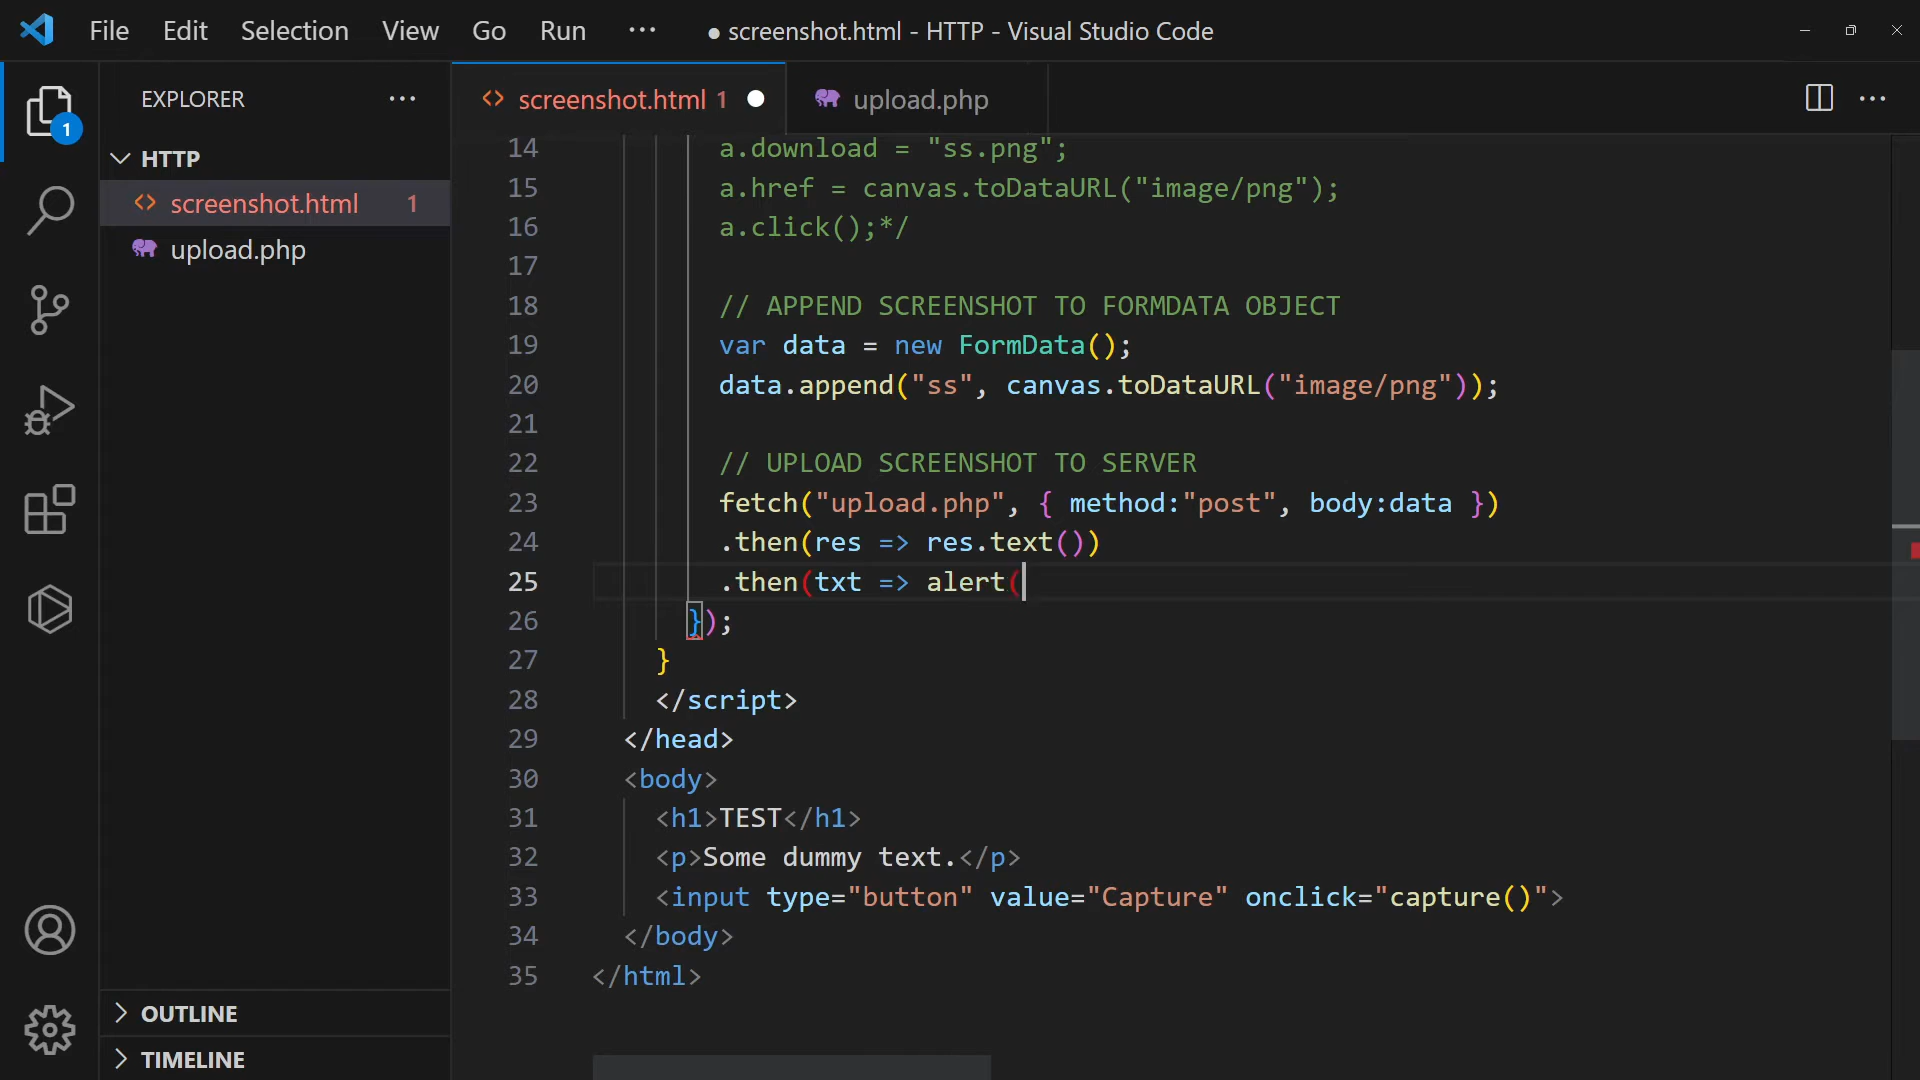 File Edit Selection View Go Run ··· ● screenshot.html - HTTP - Visual Studio Code
EXPLORER ···
1
HTTP
screenshot.html 1
upload.php
OUTLINE
TIMELINE
screenshot.html 1 ● upload.php ···
14 a.download = "ss.png";
15 a.href = canvas.toDataURL("image/png");
16 a.click();*/
17
18 // APPEND SCREENSHOT TO FORMDATA OBJECT
19 var data = new FormData();
20 data.append("ss", canvas.toDataURL("image/png"));
21
22 // UPLOAD SCREENSHOT TO SERVER
23 fetch("upload.php", { method:"post", body:data })
24 .then(res => res.text())
25 .then(txt => alert(
26 });
27 }
28 </script>
29 </head>
30 <body>
31 <h1>TEST</h1>
32 <p>Some dummy text.</p>
33 <input type="button" value="Capture" onclick="capture()">
34 </body>
35 </html>